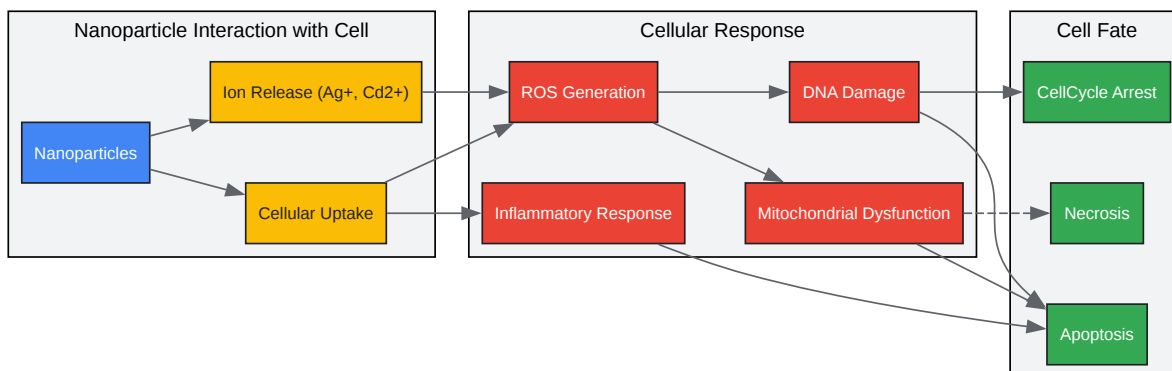 Nanoparticle Interaction with Cell
Nanoparticles
Ion Release (Ag+, Cd2+)
Cellular Uptake
Cellular Response
ROS Generation
DNA Damage
Inflammatory Response
Mitochondrial Dysfunction
Cell Fate
CellCycle Arrest
Necrosis
Apoptosis